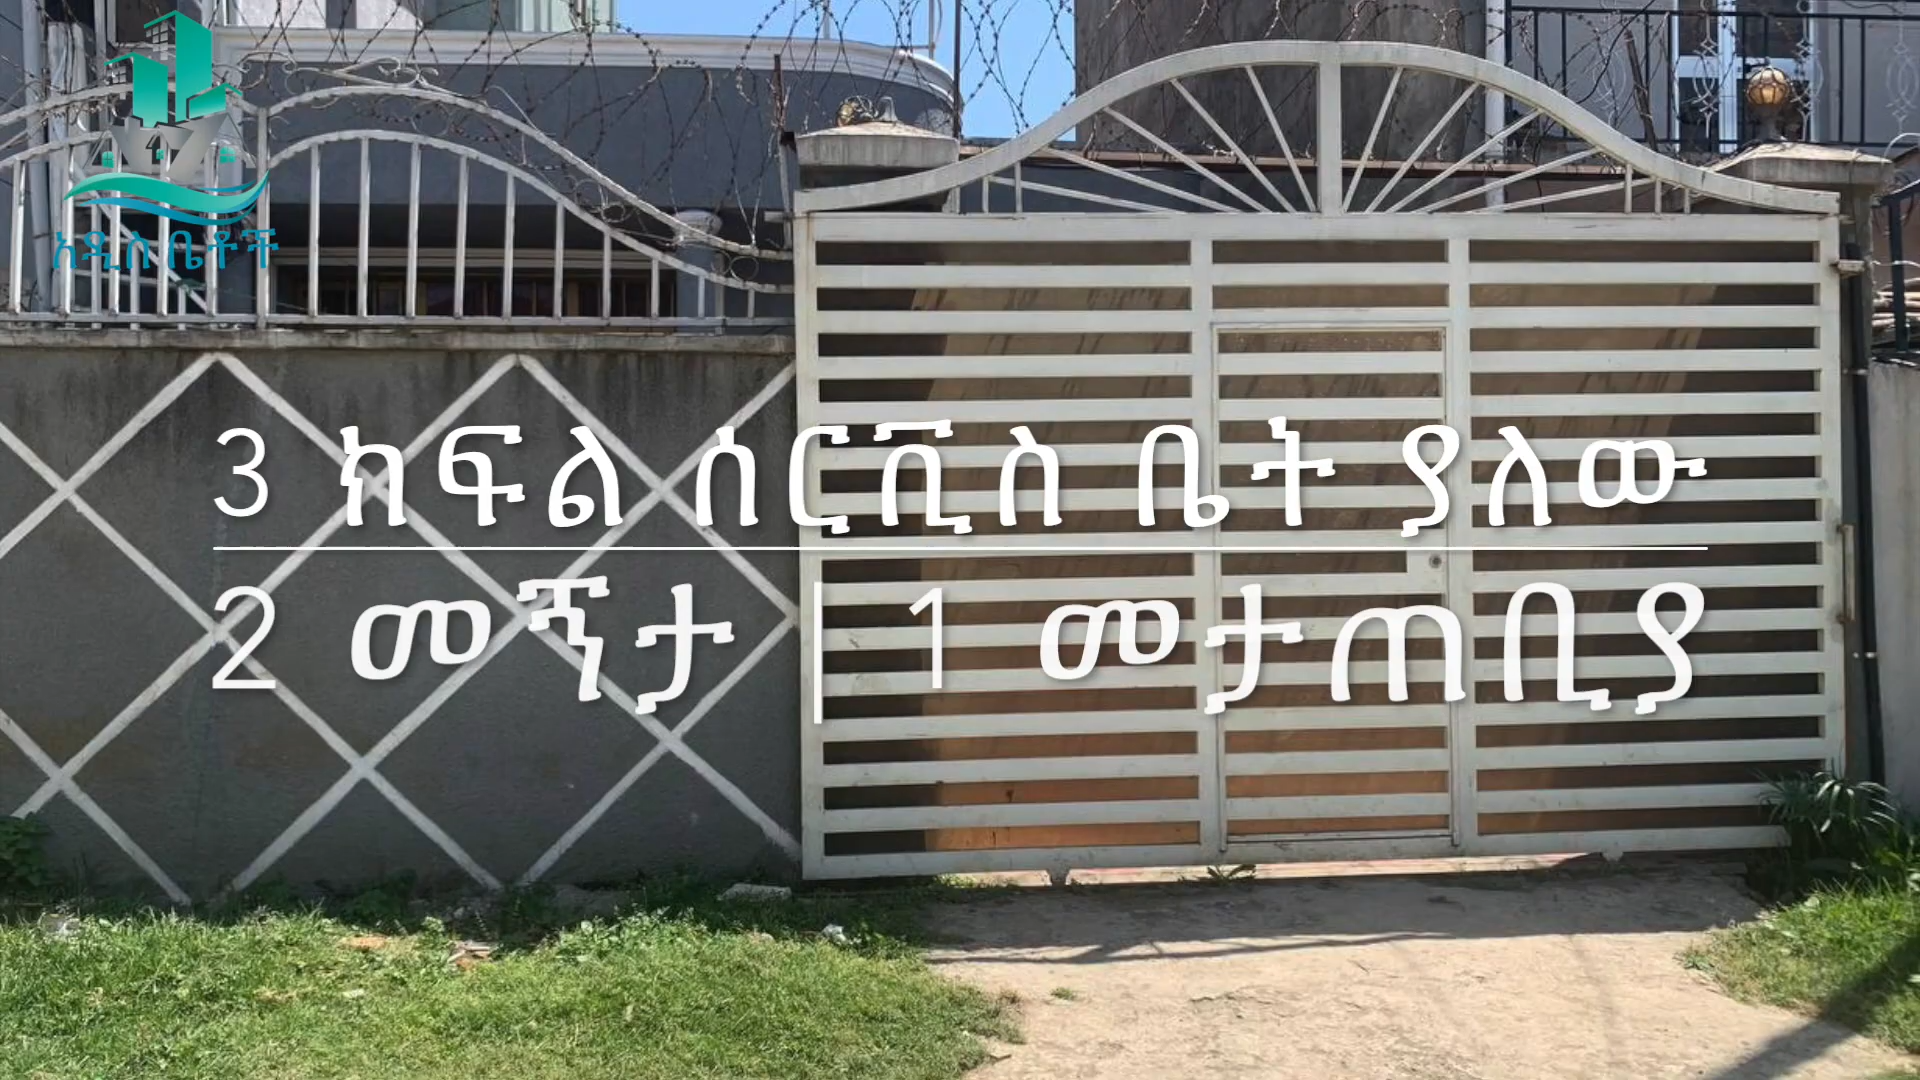 አዲስ ቤቶች
3 ክፍል ሰርቪስ ቤት ያለው
2 መኝታ | 1 መታጠቢያ